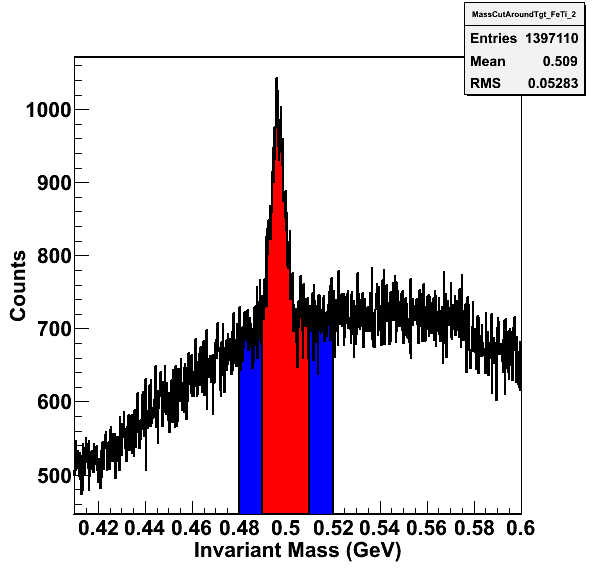 MassCutAroundTgt_FeTi_2
Entries 1397110
Mean 0.509
RMS 0.05283
1000
900
800
700
600
500
Counts
0.42 0.44 0.46 0.48 0.5 0.52 0.54 0.56 0.58 0.6
Invariant Mass (GeV)